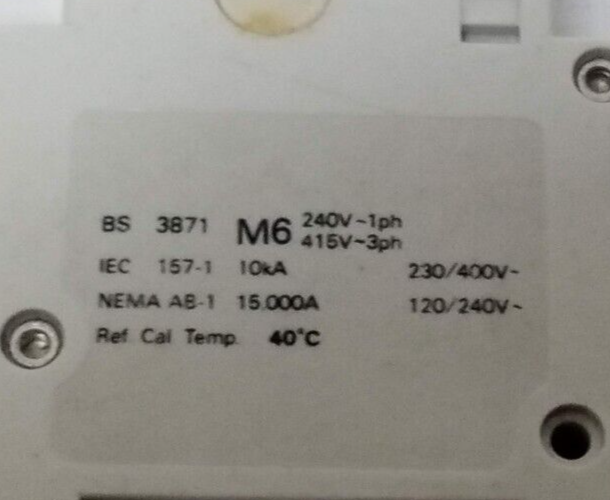 BS 3871 M6 240V~1ph
415V~3ph
IEC 157-1 10kA 230/400V~
NEMA AB-1 15.000A 120/240V~
Ref Cal Temp. 40°C